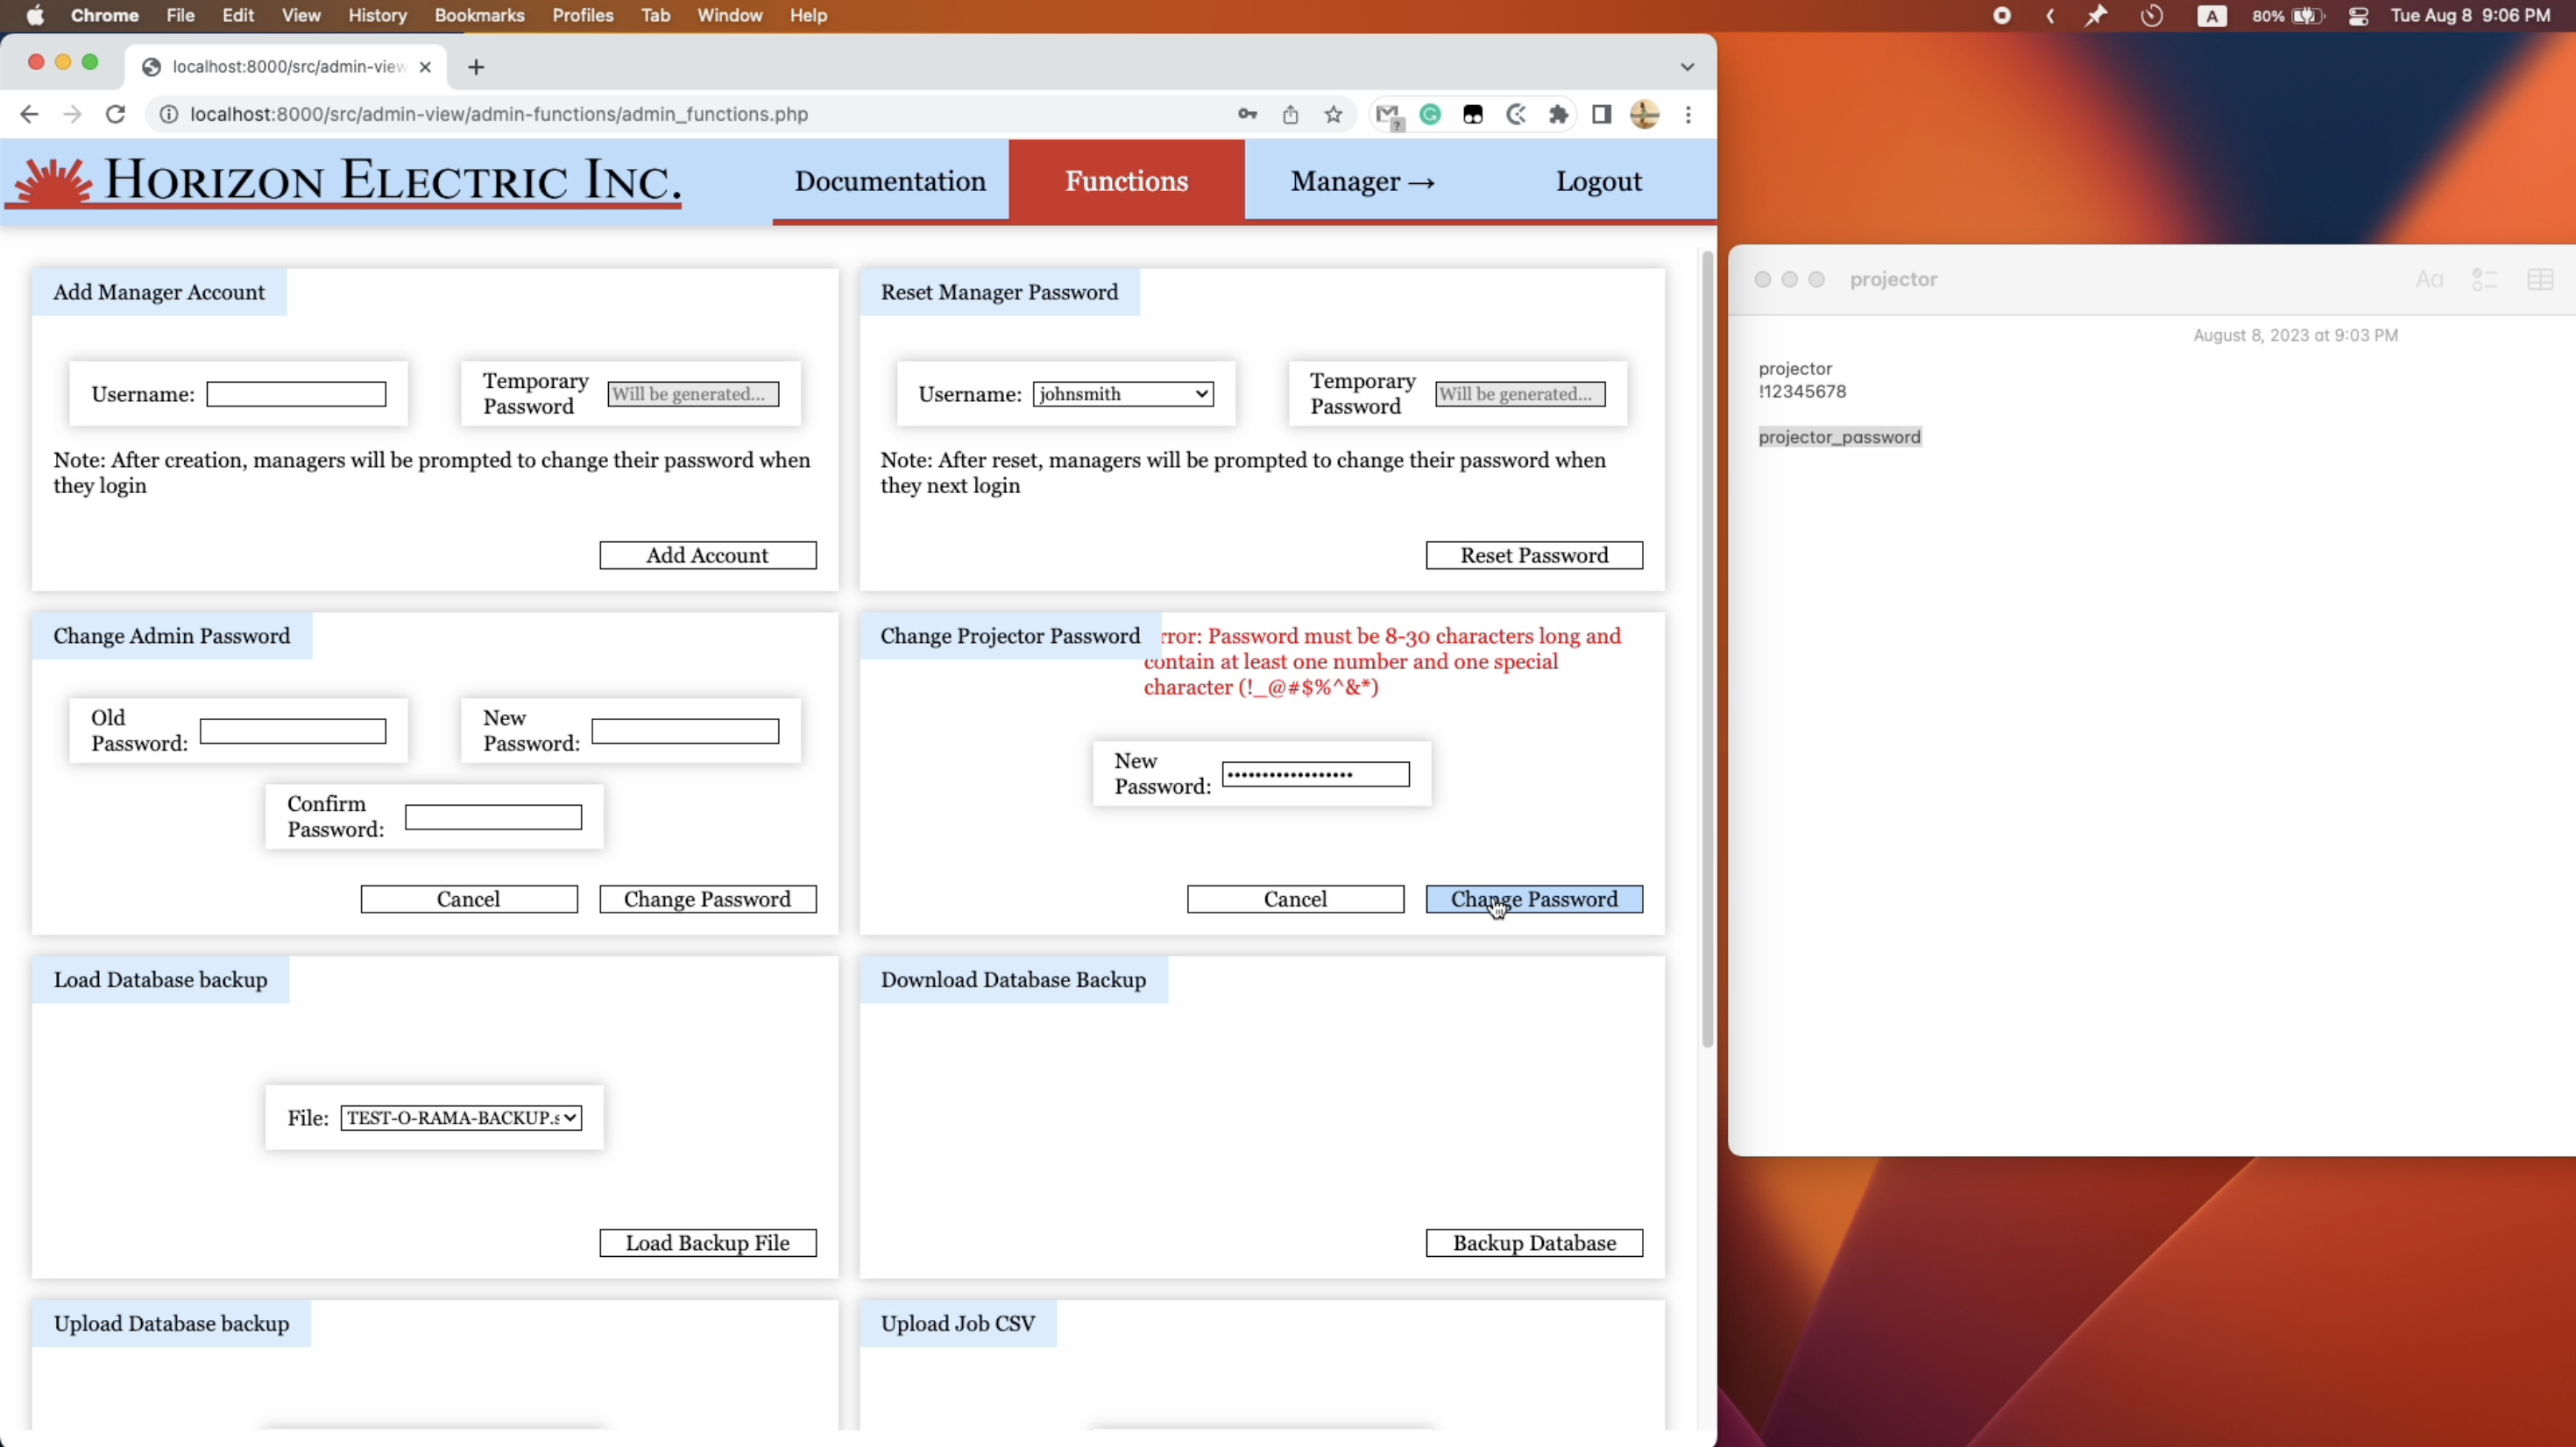 Chrome File Edit View History Bookmarks Profiles Tab Window Help
A 80% Tue Aug 8 9:06 PM
localhost:8000/src/admin-view
localhost:8000/src/admin-view/admin-functions/admin_functions.php
HORIZON ELECTRIC INC.
Documentation
Functions
Manager →
Logout
Add Manager Account
Username:
Temporary
Password
Will be generated...
Note: After creation, managers will be prompted to change their password when
they login
Add Account
Reset Manager Password
Username: johnsmith
Temporary
Password
Will be generated...
Note: After reset, managers will be prompted to change their password when
they next login
Reset Password
Change Admin Password
Old
Password:
New
Password:
Confirm
Password:
Cancel
Change Password
Change Projector Password
rror: Password must be 8-30 characters long and
contain at least one number and one special
character (!_@#$%^&*)
New
Password: ••••••••••••••••••
Cancel
Change Password
Load Database backup
File: TEST-O-RAMA-BACKUP.s
Load Backup File
Download Database Backup
Backup Database
Upload Database backup
Upload Job CSV
projector
Aa
August 8, 2023 at 9:03 PM
projector
!12345678
projector_password